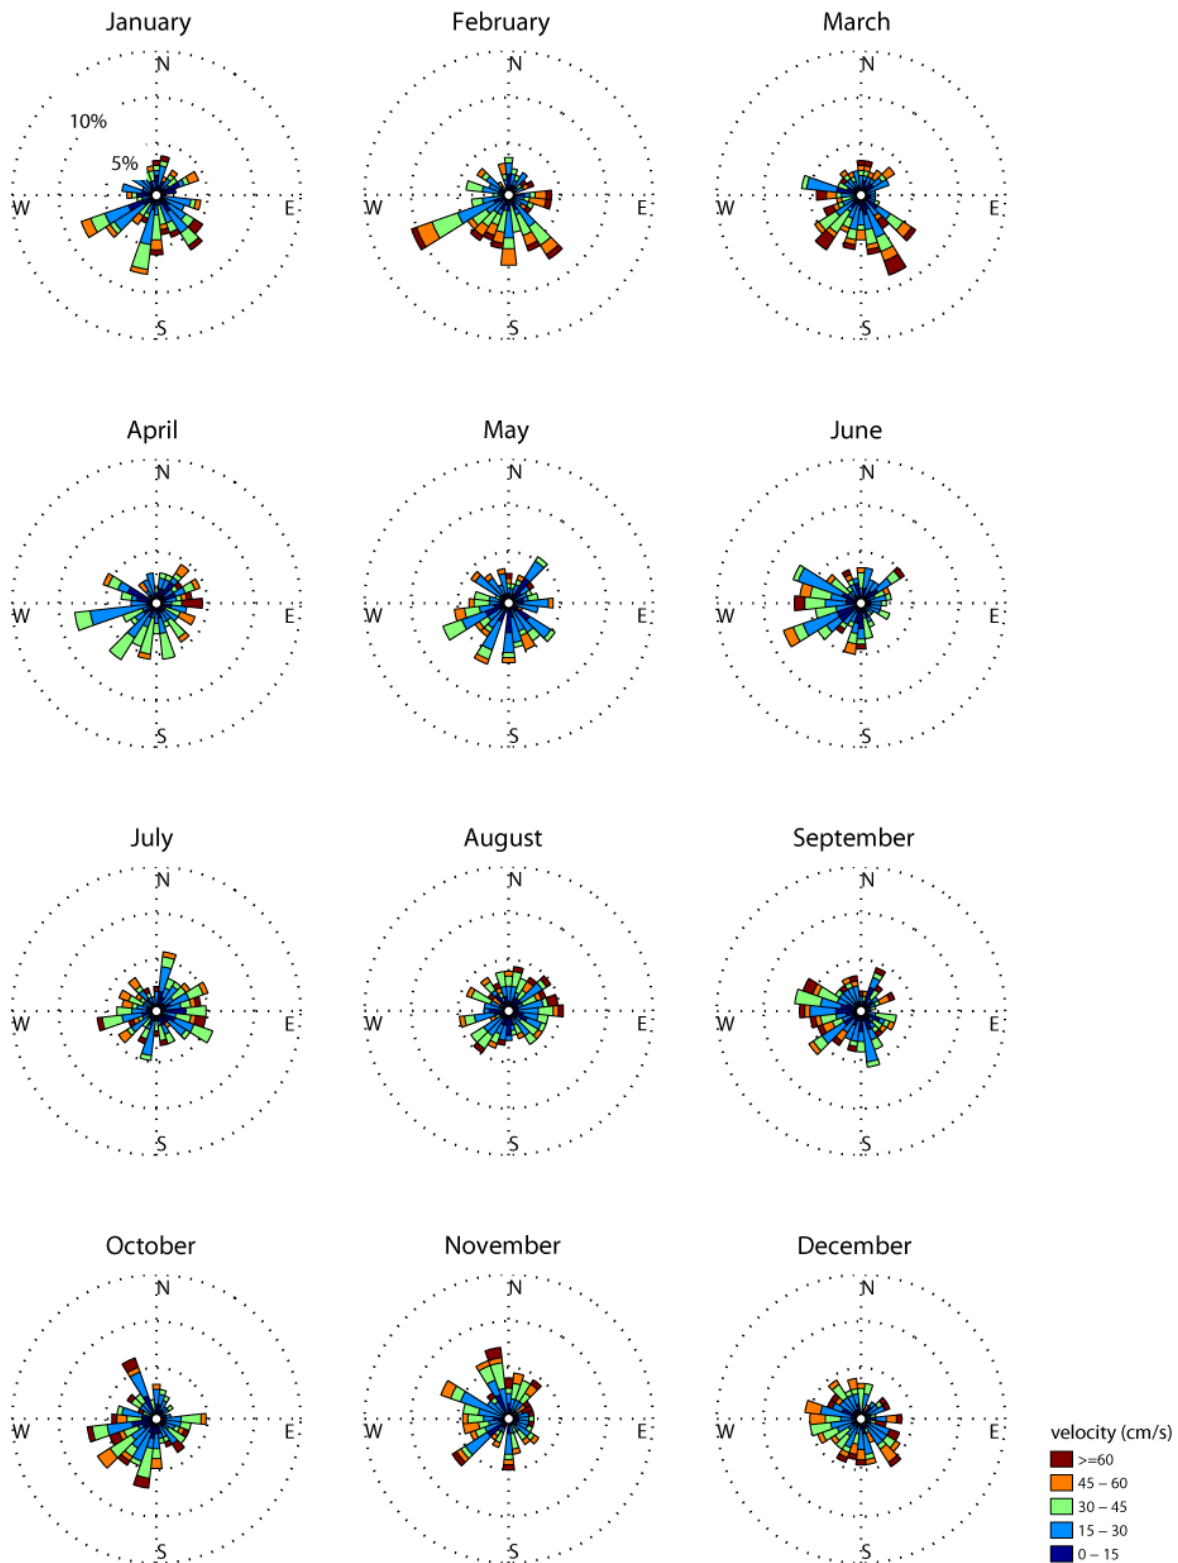 January February March
N N N
10%
5%
W E W E W E
S S S
April May June
N N N
W E W E W E
S S S
July August September
N N N
W E W E W E
S S S
October November December
N N N
W E W E W E
velocity (cm/s)
>=60
45 – 60
30 – 45
15 – 30
S S S 0 – 15